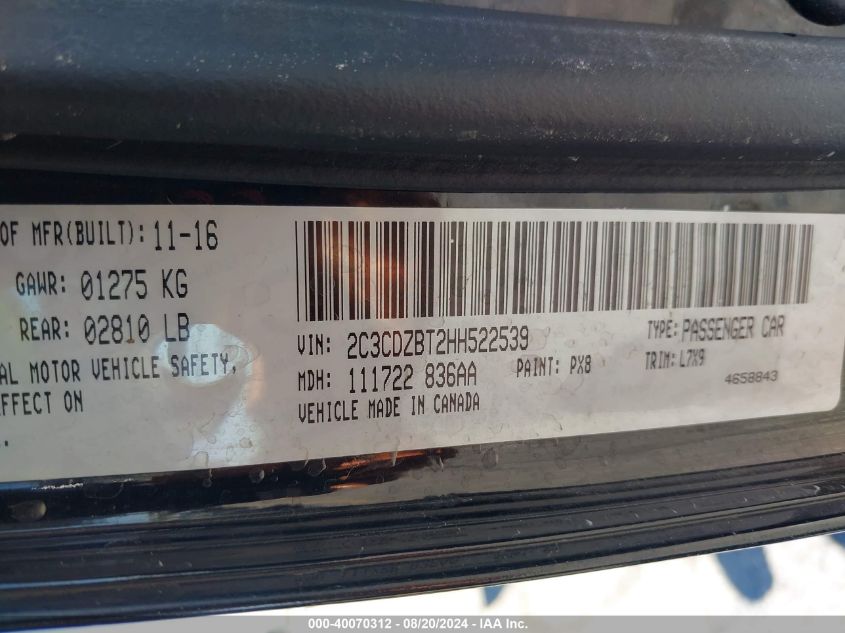 OF MFR(BUILT): 11-16
GAWR: 01275 KG
REAR: 02810 LB
AL MOTOR VEHICLE SAFETY,
EFFECT ON
VIN: 2C3CDZBT2HH522539
TYPE: PASSENGER CAR
MDH: 111722 836AA
PAINT: PX8
TRIM: L7X9
VEHICLE MADE IN CANADA
4658843
000-40070312 - 08/20/2024 - IAA Inc.